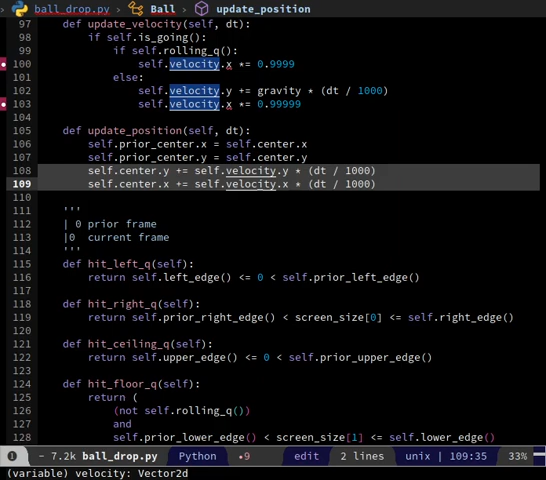 ball_drop.py › Ball › update_position
97 def update_velocity(self, dt):
98 if self.is_going():
99 if self.rolling_q():
100 self.velocity.x *= 0.9999
101 else:
102 self.velocity.y += gravity * (dt / 1000)
103 self.velocity.x *= 0.99999
104
105 def update_position(self, dt):
106 self.prior_center.x = self.center.x
107 self.prior_center.y = self.center.y
108 self.center.y += self.velocity.y * (dt / 1000)
109 self.center.x += self.velocity.x * (dt / 1000)
110
111 '''
112 | 0 prior frame
113 |0  current frame
114 '''
115 def hit_left_q(self):
116 return self.left_edge() <= 0 < self.prior_left_edge()
117
118 def hit_right_q(self):
119 return self.prior_right_edge() < screen_size[0] <= self.right_edge()
120
121 def hit_ceiling_q(self):
122 return self.upper_edge() <= 0 < self.prior_upper_edge()
123
124 def hit_floor_q(self):
125 return (
126 (not self.rolling_q())
127 and
128 self.prior_lower_edge() < screen_size[1] <= self.lower_edge()
- 7.2k ball_drop.py Python •9 edit 2 lines unix | 109:35 33%
(variable) velocity: Vector2d